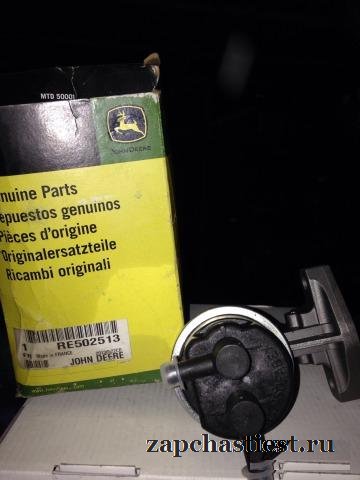 MTD 50001
JOHN DEERE
nuine Parts
epuestos genuinos
Pièces d'origine
Originalersatzteile
Ricambi originali
1 RE502513
Made in FRANCE
JOHN DEERE
zapchastiest.ru